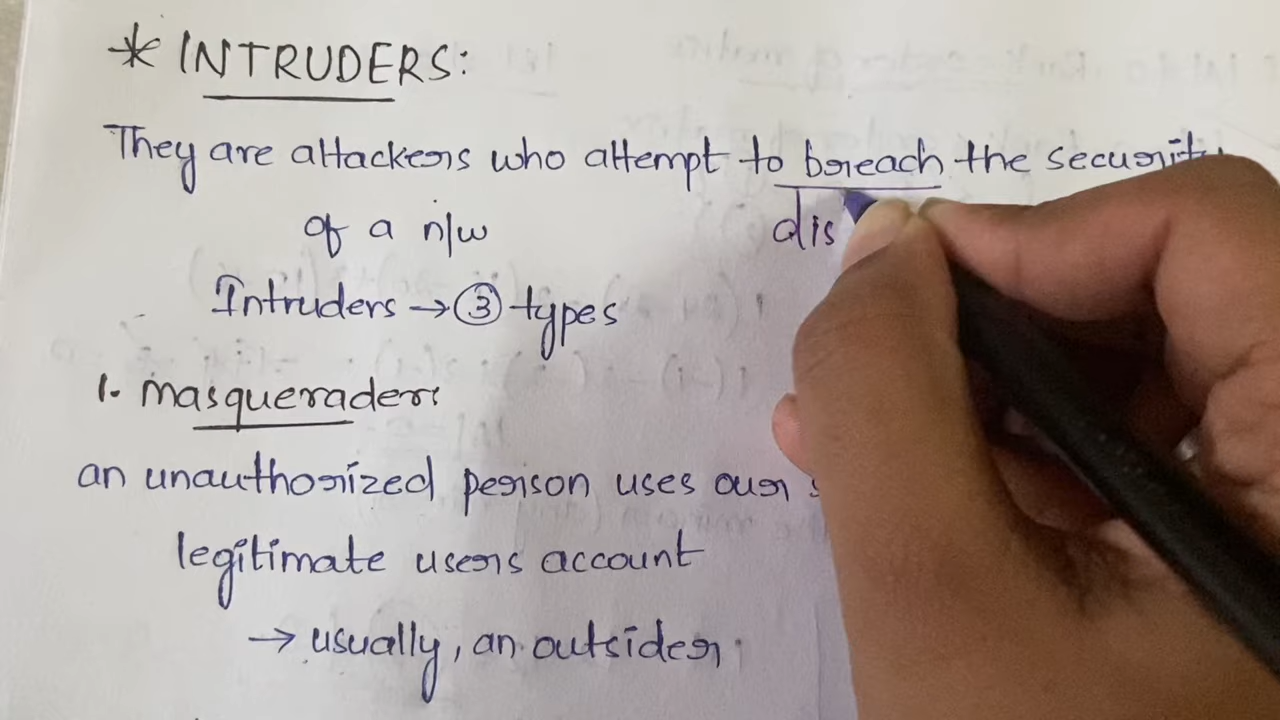 * INTRUDERS:
They are attackers who attempt to breach the security
of a n/w
dis
Intruders → ③ types
1. Masquerader:
an unauthorized person uses our
legitimate users account
→ usually, an outsider.